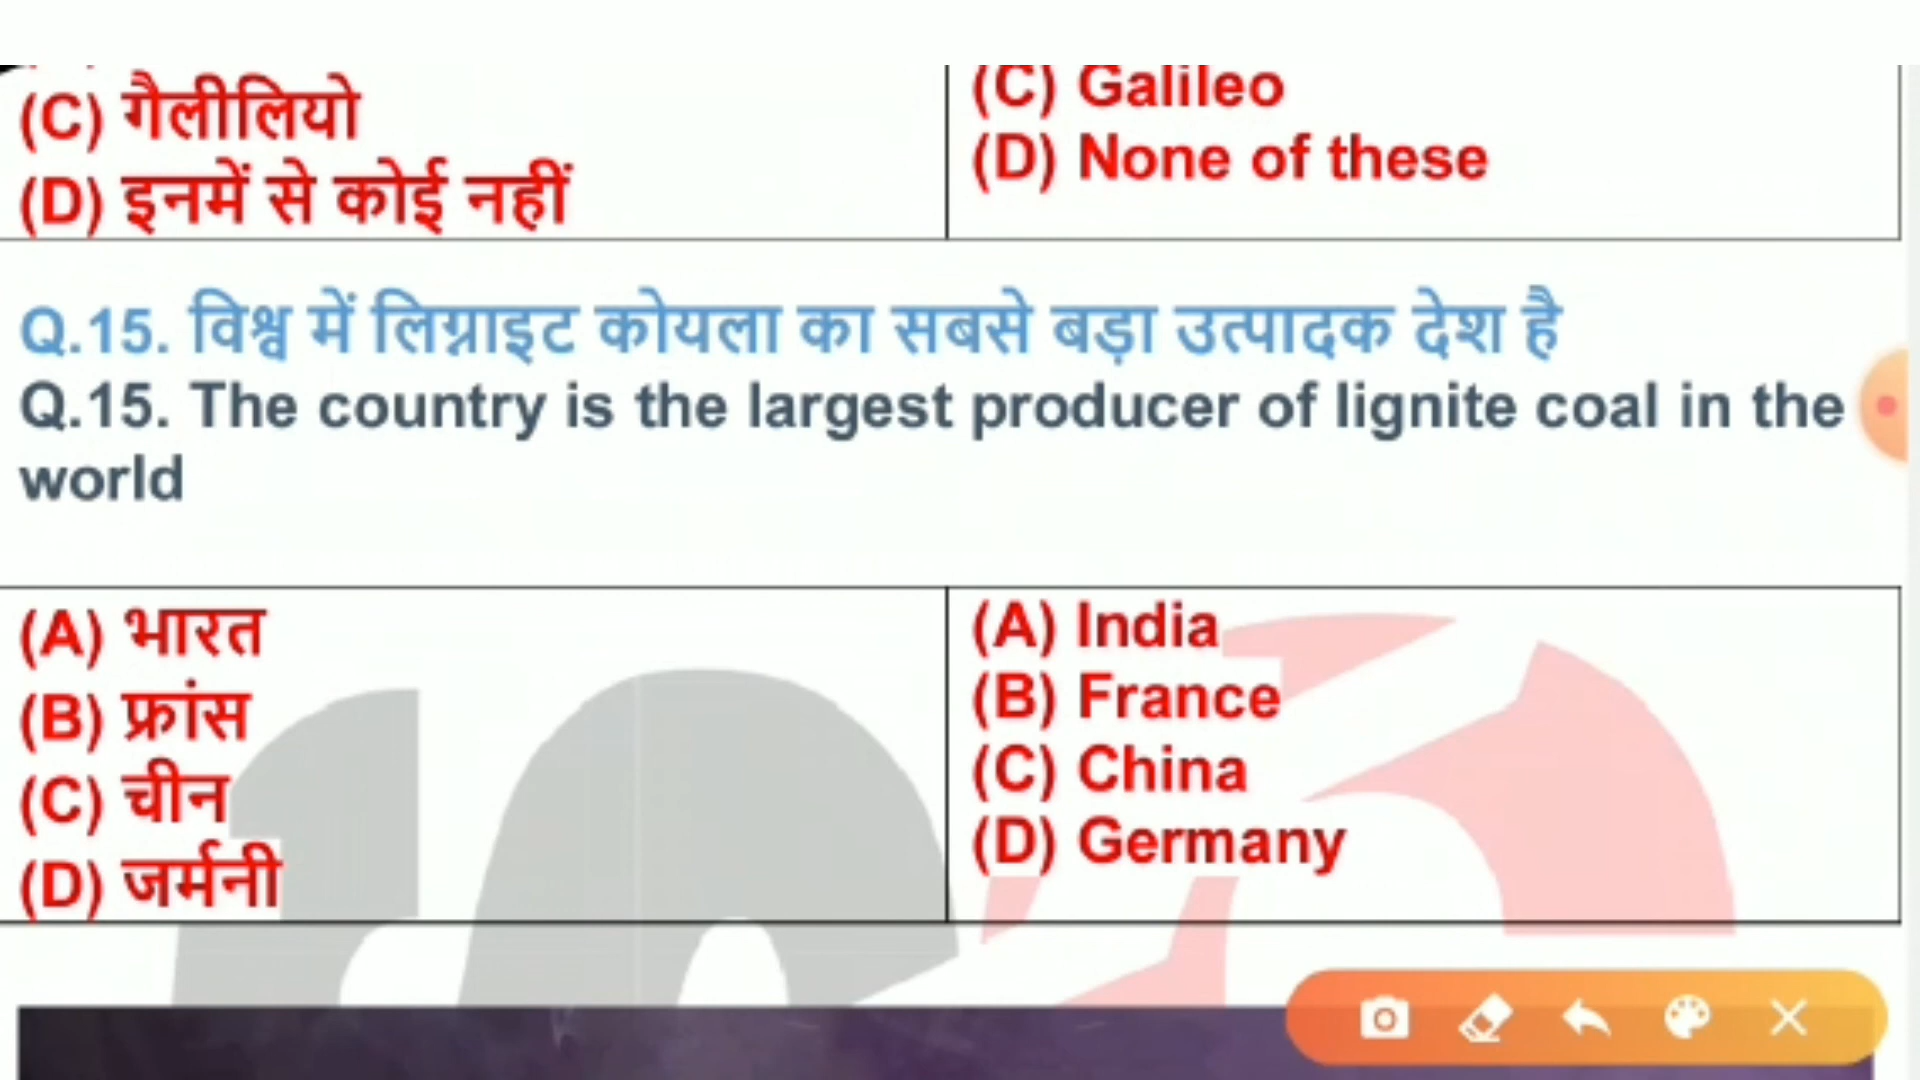 (C) गैलीलियो
(D) इनमें से कोई नहीं
(C) Galileo
(D) None of these
Q.15. विश्व में लिग्नाइट कोयला का सबसे बड़ा उत्पादक देश है
Q.15. The country is the largest producer of lignite coal in the
world
(A) भारत
(B) फ्रांस
(C) चीन
(D) जर्मनी
(A) India
(B) France
(C) China
(D) Germany